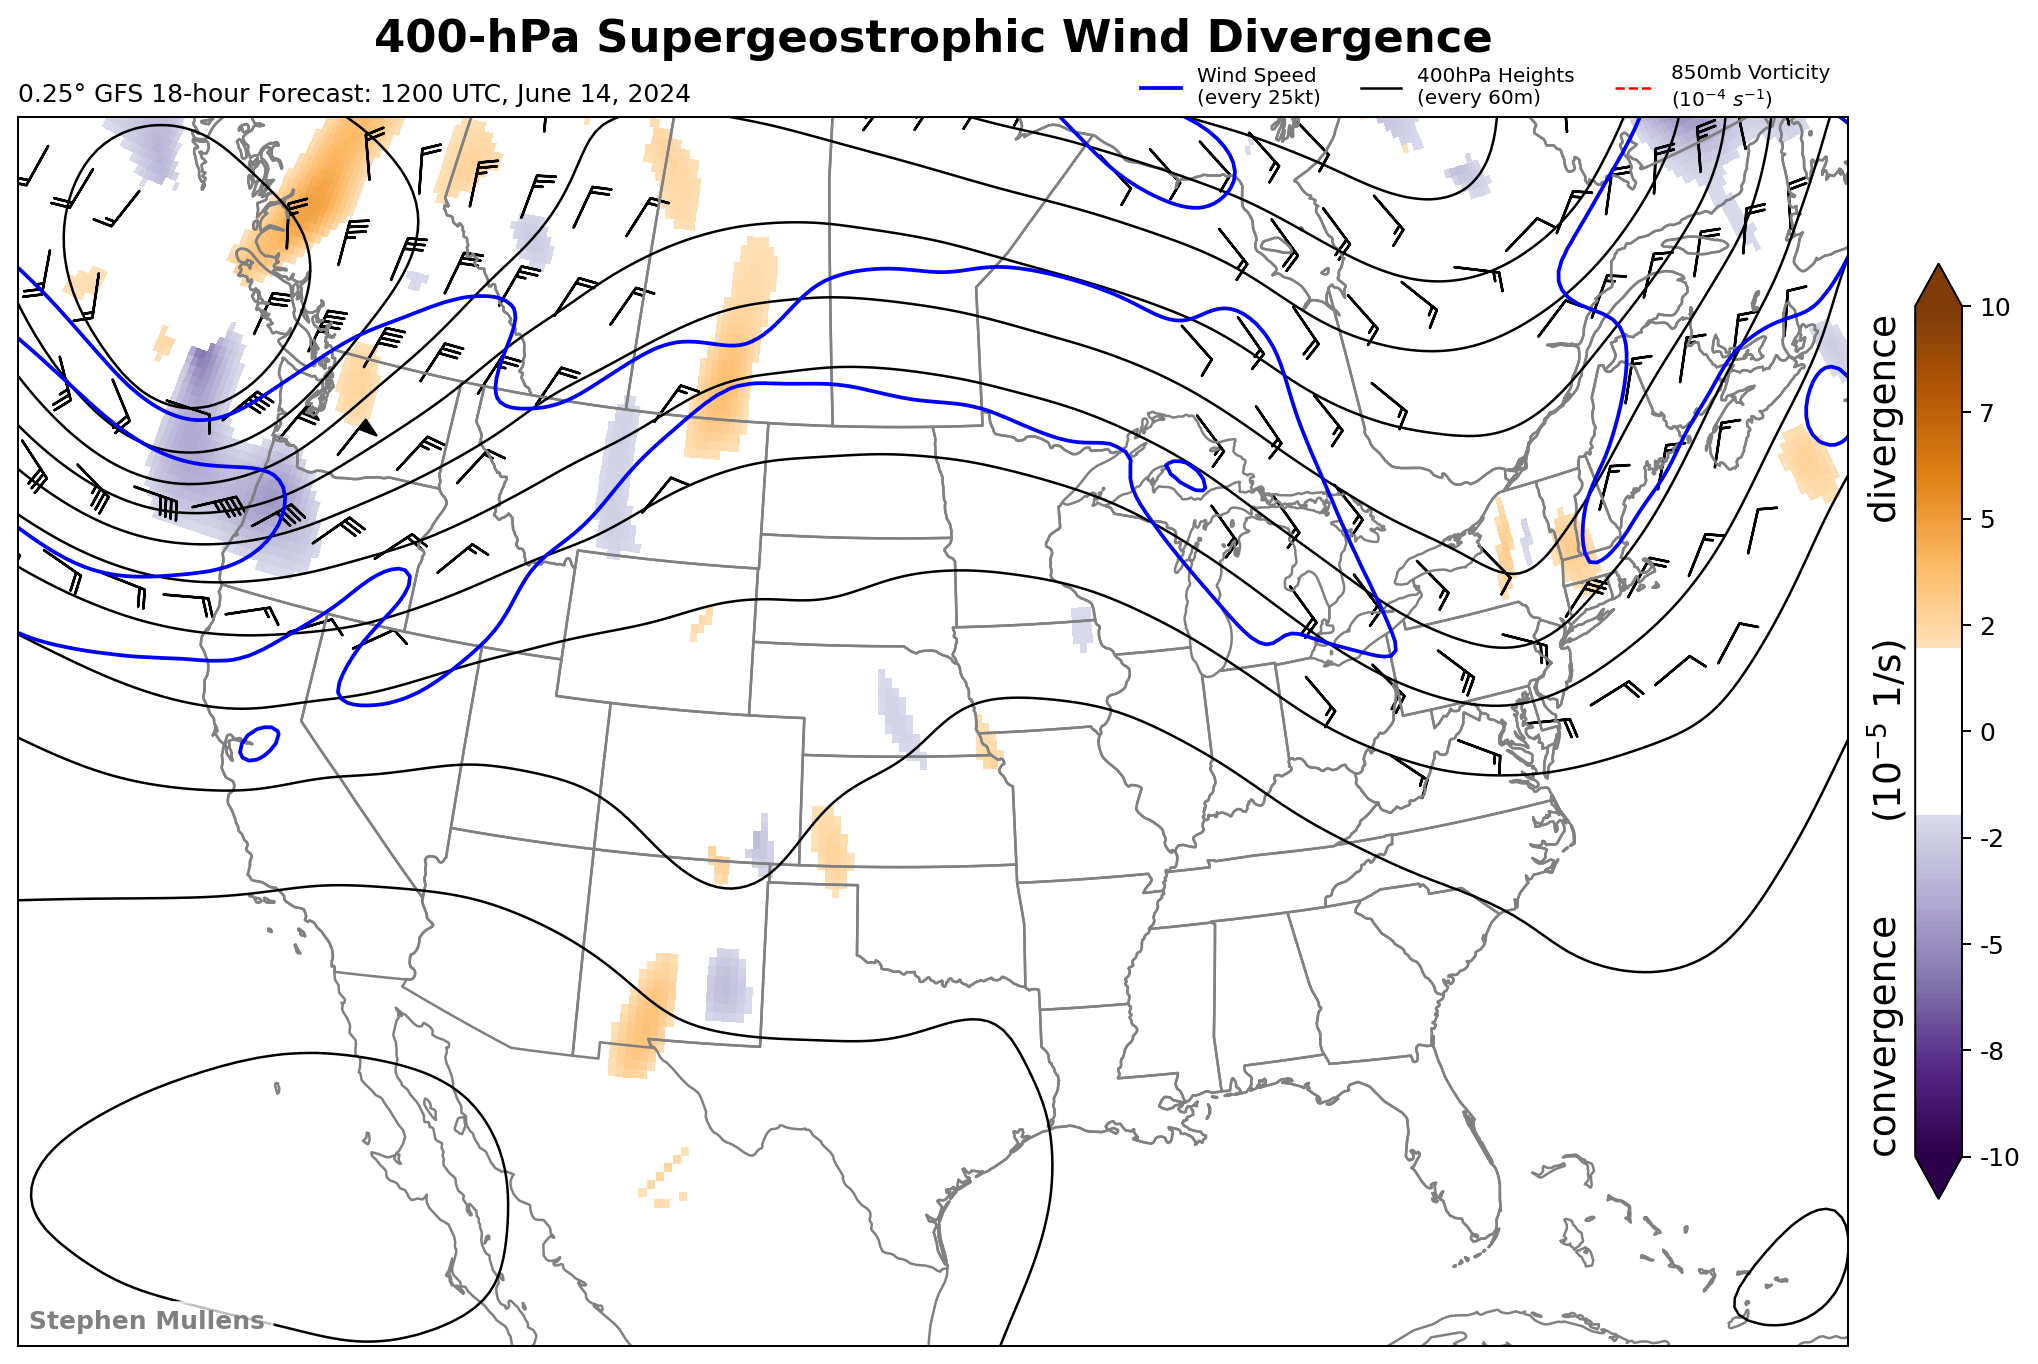 400-hPa Supergeostrophic Wind Divergence
0.25° GFS 18-hour Forecast: 1200 UTC, June 14, 2024
Wind Speed
(every 25kt)
400hPa Heights
(every 60m)
850mb Vorticity
(10⁻⁴ s⁻¹)
10
7
5
2
0
-2
-5
-8
-10
convergence (10⁻⁵ 1/s) divergence
Stephen Mullens